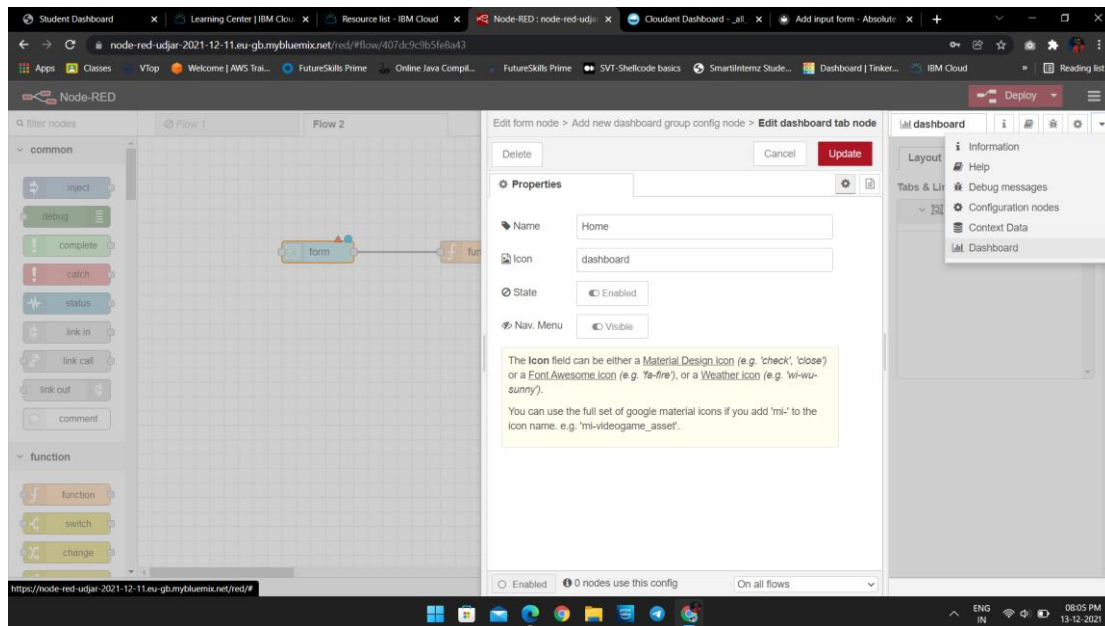 Student Dashboard
Learning Center | IBM Clou
Resource list - IBM Cloud
Node-RED : node-red-udja
Cloudant Dashboard - _all_
Add input form - Absolute
node-red-udjar-2021-12-11.eu-gb.mybluemix.net/red/#flow/407dc9c9b5fe8a43
Apps
Classes
VTop
Welcome | AWS Trai...
FutureSkills Prime
Online Java Compil...
FutureSkills Prime
SVT-Shellcode basics
SmartiInternz Stude...
Dashboard | Tinker...
IBM Cloud
»
Reading list
Node-RED
Deploy
filter nodes
Flow 1
Flow 2
Edit form node > Add new dashboard group config node > Edit dashboard tab node
dashboard
common
inject
debug
complete
catch
status
link in
link call
link out
comment
function
function
switch
change
form
fun
Delete
Cancel
Update
Properties
Name
Home
Icon
dashboard
State
Enabled
Nav. Menu
Visible
The Icon field can be either a Material Design icon (e.g. 'check', 'close')
or a Font Awesome icon (e.g. 'fa-fire'), or a Weather icon (e.g. 'wi-wu-
sunny').
You can use the full set of google material icons if you add 'mi-' to the
icon name. e.g. 'mi-videogame_asset'.
Enabled
0 nodes use this config
On all flows
Layout
Tabs & Lin
Information
Help
Debug messages
Configuration nodes
Context Data
Dashboard
https://node-red-udjar-2021-12-11.eu-gb.mybluemix.net/red/#
ENG
IN
08:05 PM
13-12-2021